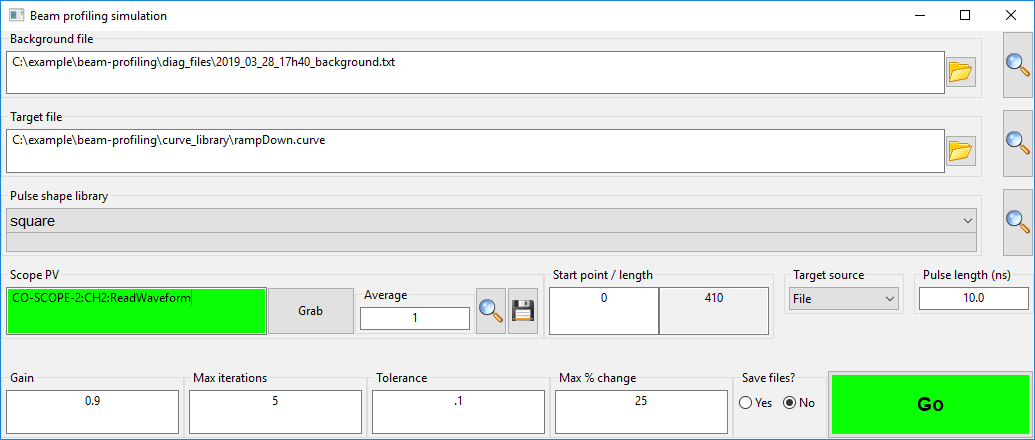 Beam profiling simulation
Background file
C:\example\beam-profiling\diag_files\2019_03_28_17h40_background.txt
Target file
C:\example\beam-profiling\curve_library\rampDown.curve
Pulse shape library
square
Scope PV
CO-SCOPE-2:CH2:ReadWaveform
Grab
Average
1
Start point / length
0
410
Target source
File
Pulse length (ns)
10.0
Gain
0.9
Max iterations
5
Tolerance
.1
Max % change
25
Save files?
Yes
No
Go